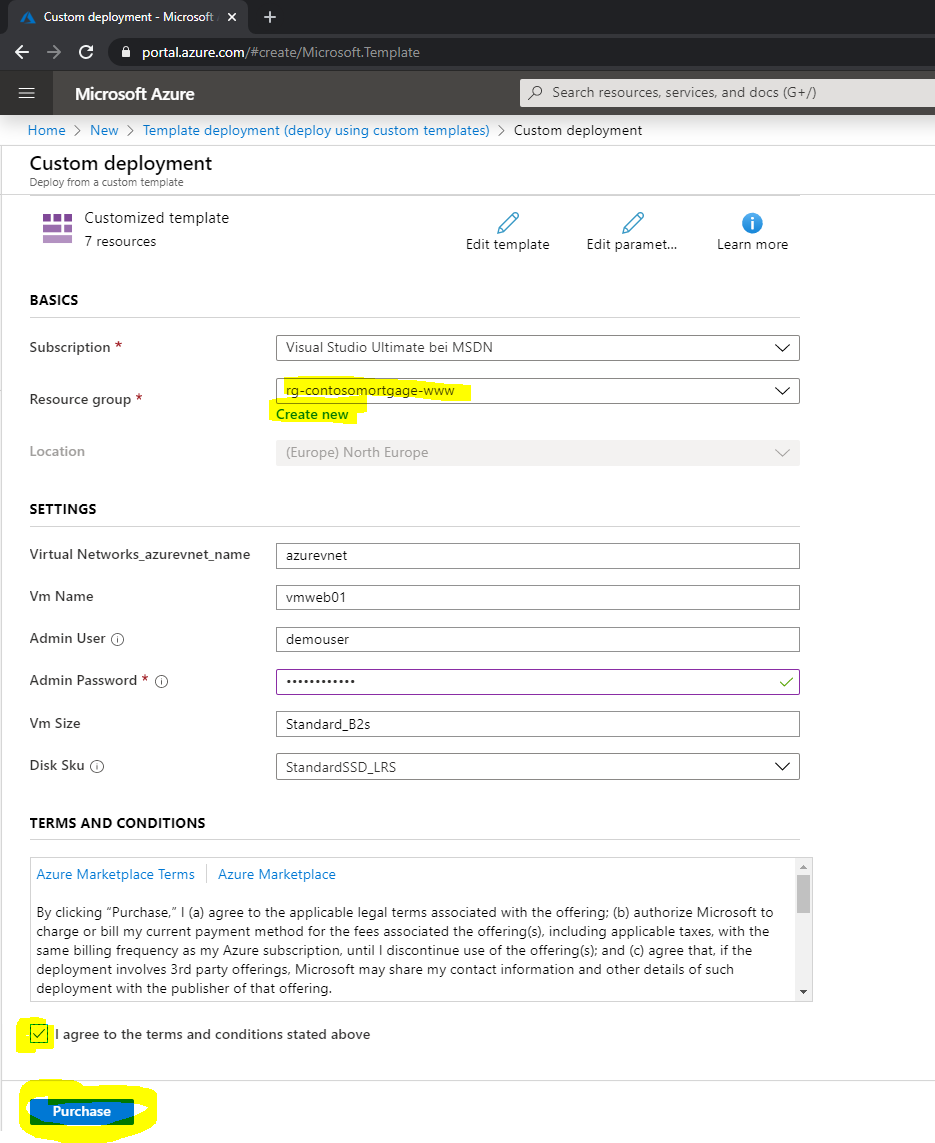 Custom deployment - Microsoft
portal.azure.com/#create/Microsoft.Template
Microsoft Azure
Search resources, services, and docs (G+/)
Home > New > Template deployment (deploy using custom templates) > Custom deployment
Custom deployment
Deploy from a custom template
Customized template
7 resources
Edit template
Edit paramet...
Learn more
BASICS
Subscription *
Visual Studio Ultimate bei MSDN
Resource group *
rg-contosomortgage-www
Create new
Location
(Europe) North Europe
SETTINGS
Virtual Networks_azurevnet_name
azurevnet
Vm Name
vmweb01
Admin User
demouser
Admin Password *
••••••••••••
Vm Size
Standard_B2s
Disk Sku
StandardSSD_LRS
TERMS AND CONDITIONS
Azure Marketplace Terms | Azure Marketplace
By clicking “Purchase,” I (a) agree to the applicable legal terms associated with the offering; (b) authorize Microsoft to
charge or bill my current payment method for the fees associated the offering(s), including applicable taxes, with the
same billing frequency as my Azure subscription, until I discontinue use of the offering(s); and (c) agree that, if the
deployment involves 3rd party offerings, Microsoft may share my contact information and other details of such
deployment with the publisher of that offering.
I agree to the terms and conditions stated above
Purchase